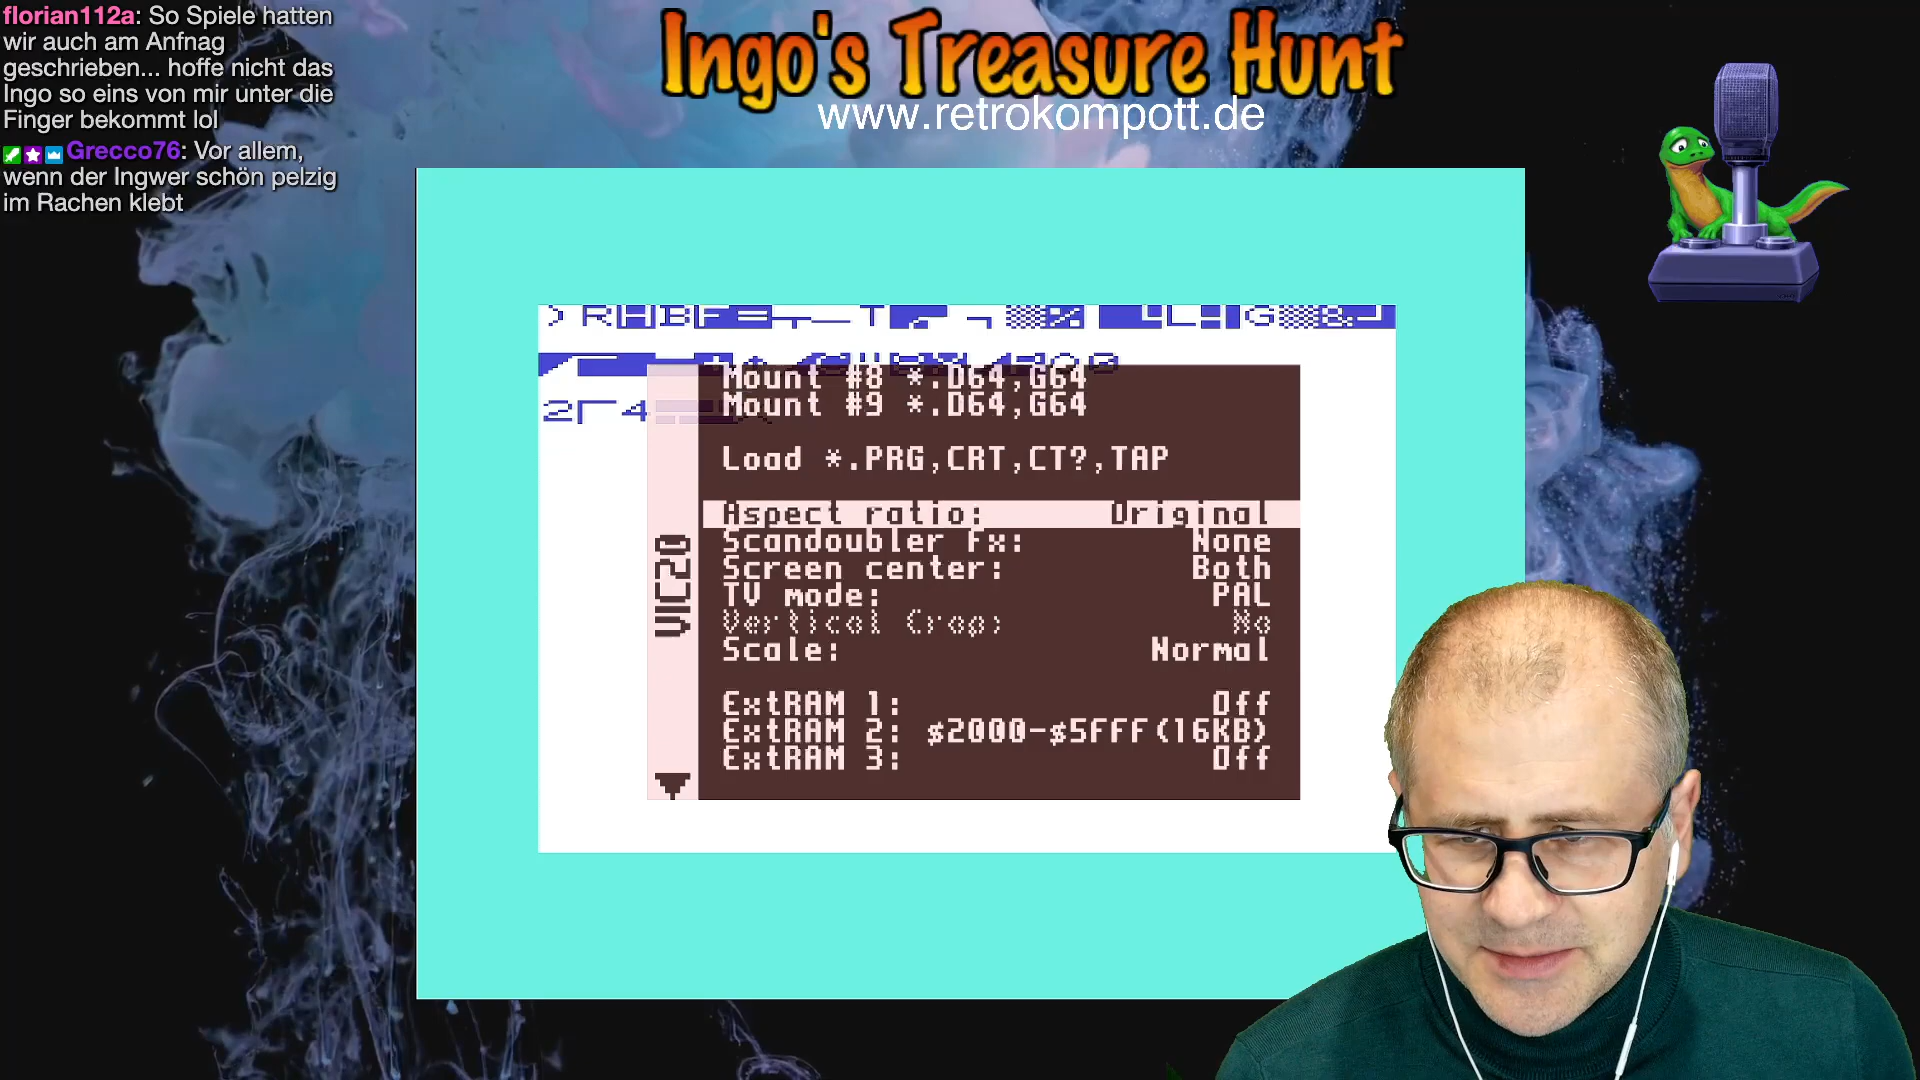 florian112a: So Spiele hatten
wir auch am Anfnag
geschrieben... hoffe nicht das
Ingo so eins von mir unter die
Finger bekommt lol
Grecco76: Vor allem,
wenn der Ingwer schön pelzig
im Rachen klebt
Ingo's Treasure Hunt
www.retrokompott.de
Mount #8 *.D64,G64
Mount #9 *.D64,G64
Load *.PRG,CRT,CT?,TAP
Aspect ratio: Original
Scandoubler Fx: None
Screen center: Both
TV mode: PAL
Vertical Crop: No
Scale: Normal
ExtRAM 1: Off
ExtRAM 2: $2000-$5FFF(16KB)
ExtRAM 3: Off
VIC20